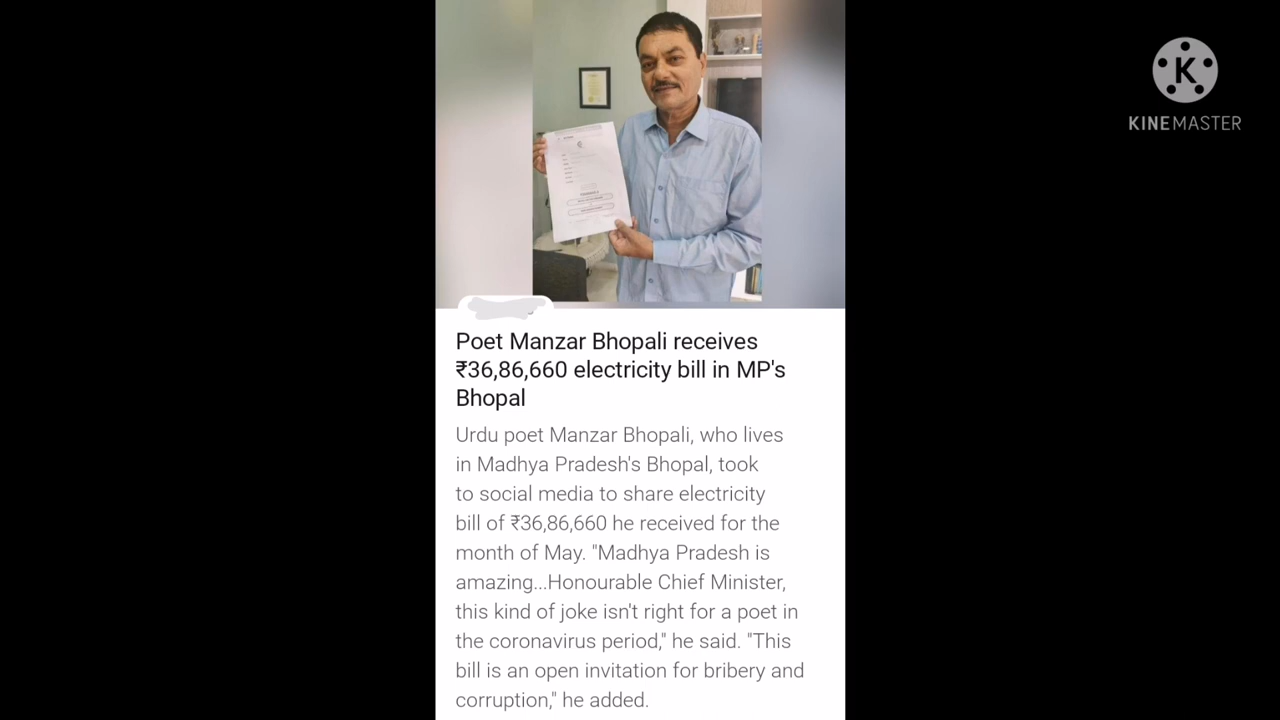 KINEMASTER
Poet Manzar Bhopali receives
₹36,86,660 electricity bill in MP's
Bhopal
Urdu poet Manzar Bhopali, who lives
in Madhya Pradesh's Bhopal, took
to social media to share electricity
bill of ₹36,86,660 he received for the
month of May. "Madhya Pradesh is
amazing...Honourable Chief Minister,
this kind of joke isn't right for a poet in
the coronavirus period," he said. "This
bill is an open invitation for bribery and
corruption," he added.